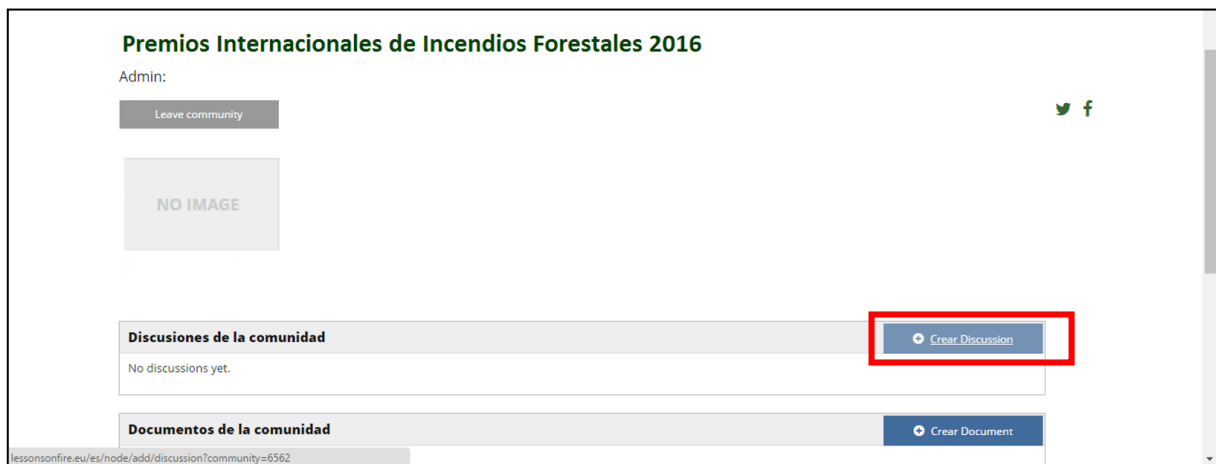 Premios Internacionales de Incendios Forestales 2016
Admin:
Leave community
NO IMAGE
Discusiones de la comunidad
Crear Discussion
No discussions yet.
Documentos de la comunidad
Crear Document
lessonsonfire.eu/es/node/add/discussion?community=6562